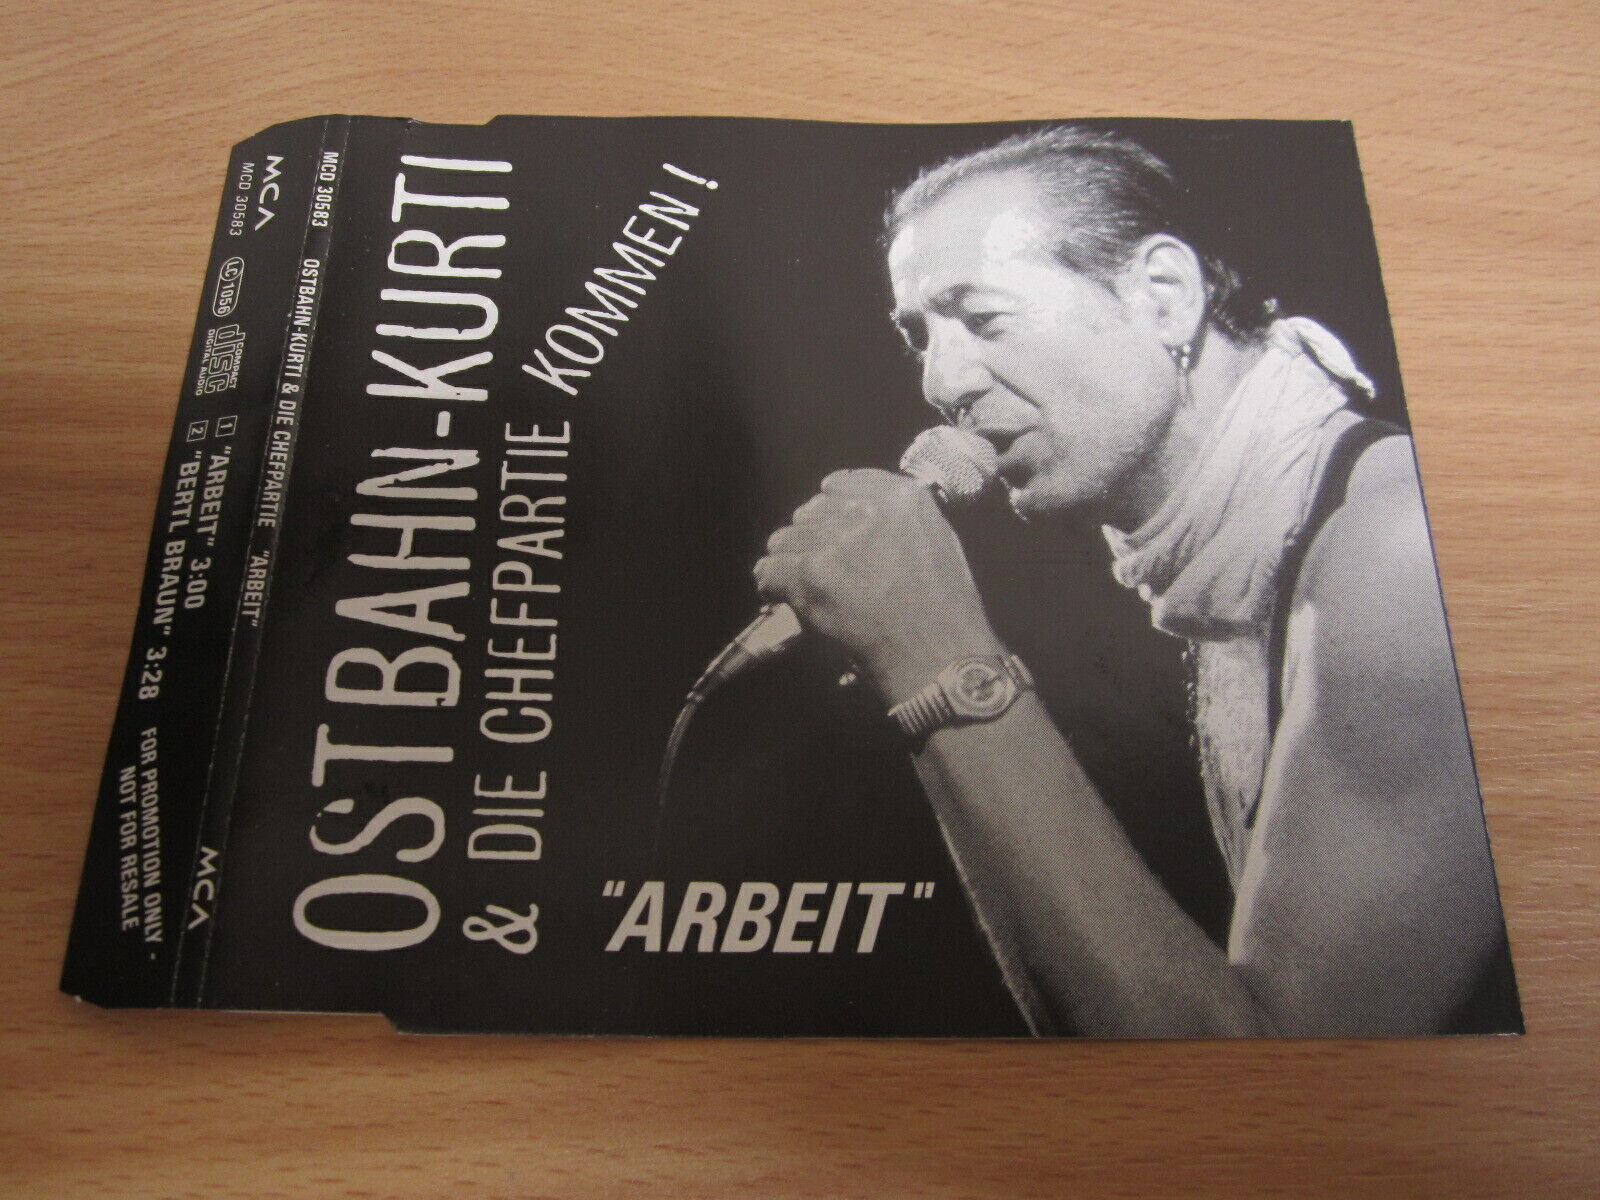 OSTBAHN-KURTI
& DIE CHEFPARTIE KOMMEN!
"ARBEIT"
MCD 30583 OSTBAHN-KURTI & DIE CHEFPARTIE "ARBEIT" MCA
MCA
MCD 30583
LC 1056
COMPACT
disc
DIGITAL AUDIO
1 "ARBEIT" 3:00
2 "BERTL BRAUN" 3:28
FOR PROMOTION ONLY -
NOT FOR RESALE